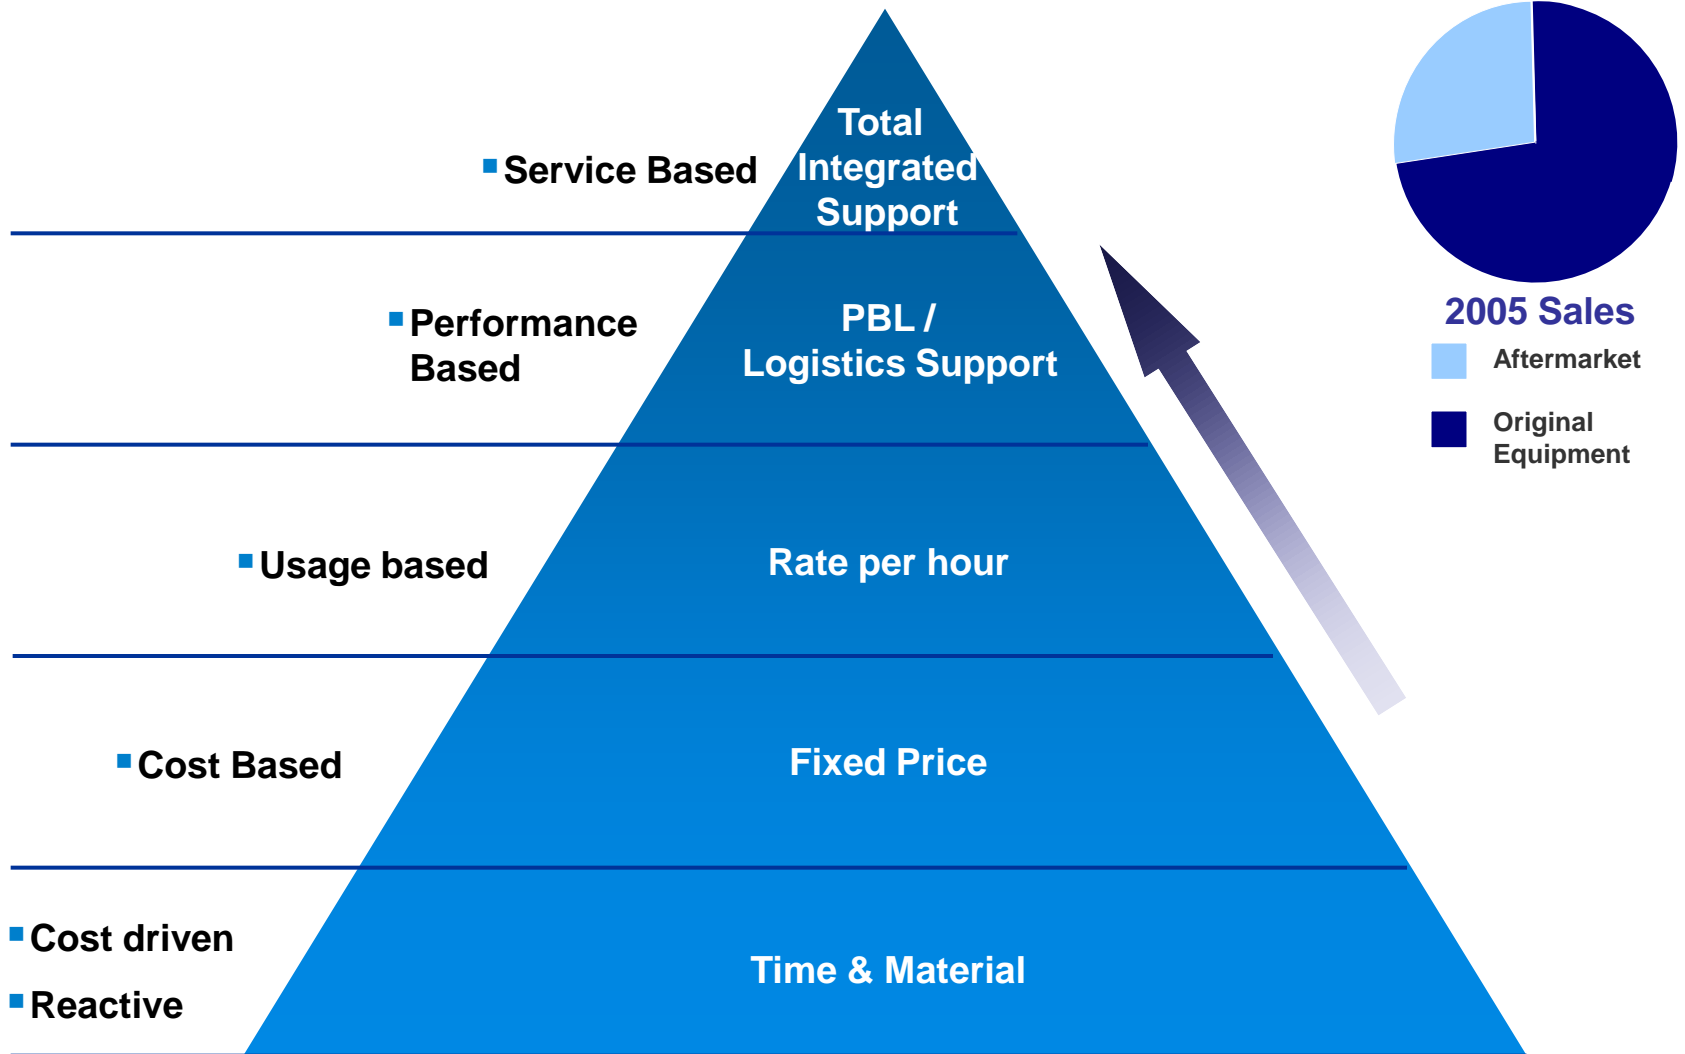 Total
Integrated
Support
Service Based
Performance
Based
PBL /
Logistics Support
Usage based
Rate per hour
Cost Based
Fixed Price
Cost driven
Reactive
Time & Material
2005 Sales
Aftermarket
Original
Equipment